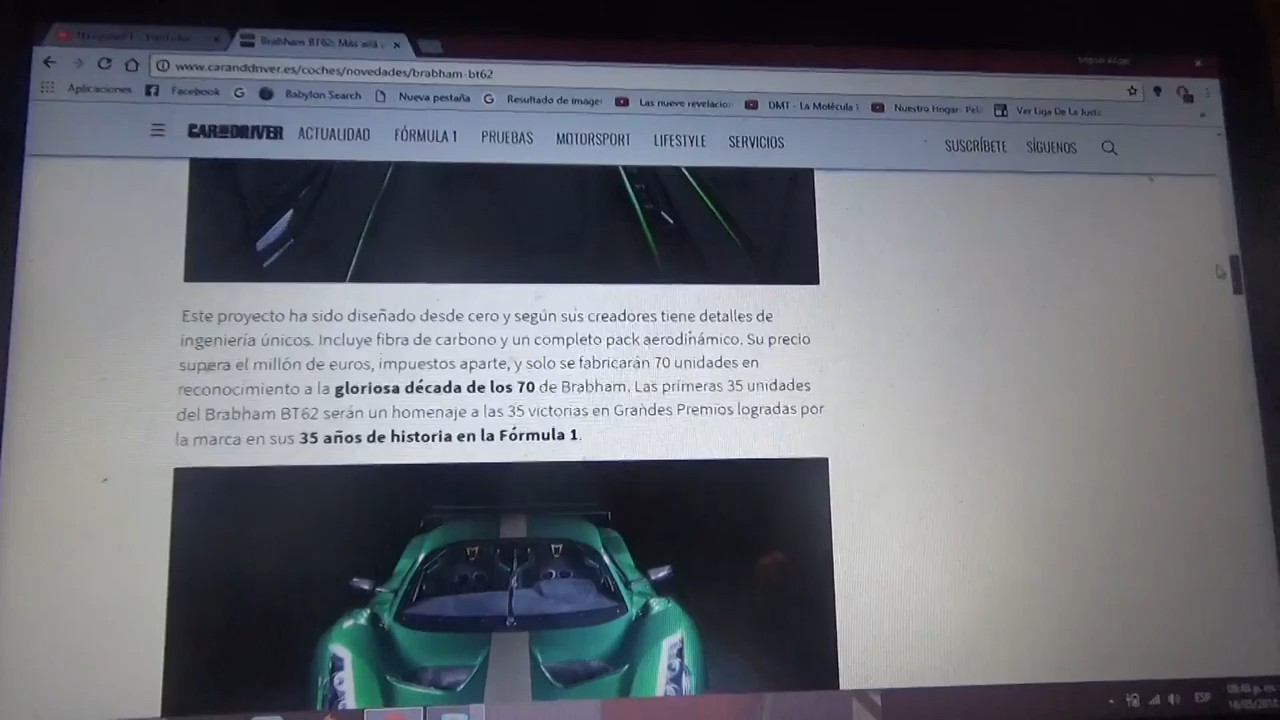 Brabham BT62: Más allá
www.caranddriver.es/coches/novedades/brabham-bt62
Aplicaciones Facebook Babylon Search Nueva pestaña Resultado de image Las nueve revelacio DMT - La Molécula Nuestro Hogar- Ver Liga De La Justi
CAR AND DRIVER ACTUALIDAD FÓRMULA 1 PRUEBAS MOTORSPORT LIFESTYLE SERVICIOS SUSCRÍBETE SÍGUENOS
Este proyecto ha sido diseñado desde cero y según sus creadores tiene detalles de
ingeniería únicos. Incluye fibra de carbono y un completo pack aerodinámico. Su precio
supera el millón de euros, impuestos aparte, y solo se fabricarán 70 unidades en
reconocimiento a la gloriosa década de los 70 de Brabham. Las primeras 35 unidades
del Brabham BT62 serán un homenaje a las 35 victorias en Grandes Premios logradas por
la marca en sus 35 años de historia en la Fórmula 1.
ESP